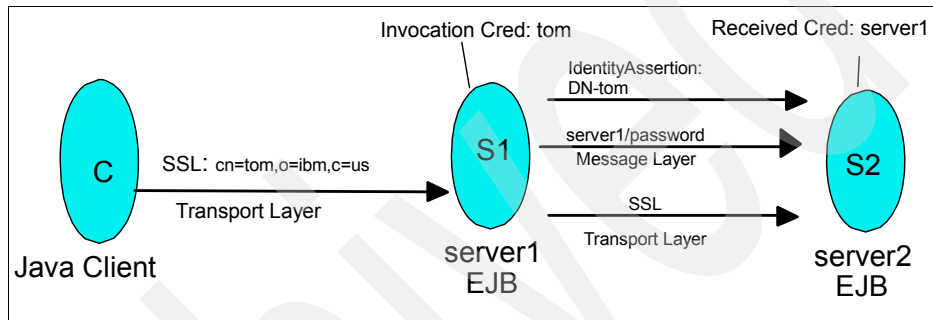 Invocation Cred: tom
Received Cred: server1
IdentityAssertion:
DN-tom
server1/password
Message Layer
SSL: cn=tom,o=ibm,c=us
Transport Layer
SSL
Transport Layer
C
S1
S2
Java Client
server1
EJB
server2
EJB